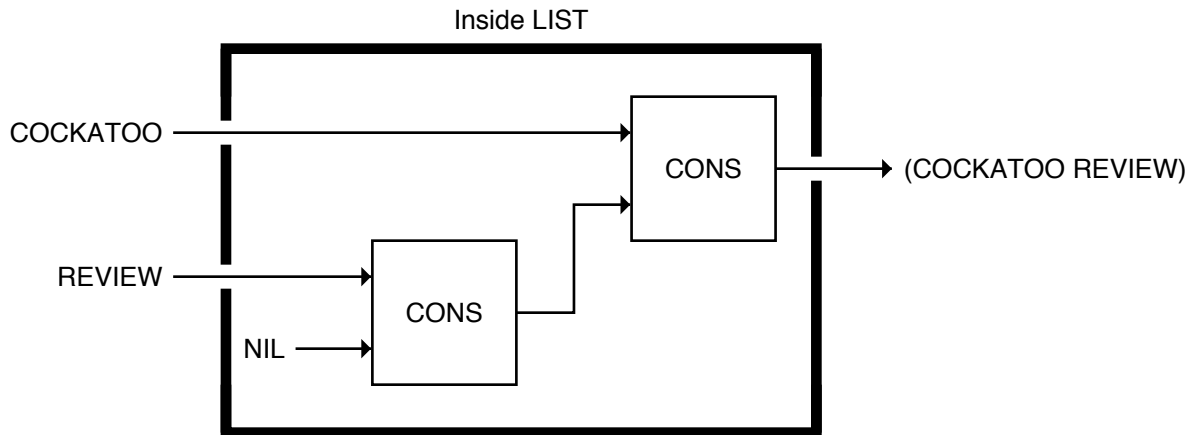 Inside LIST
COCKATOO
CONS
(COCKATOO REVIEW)
REVIEW
CONS
NIL